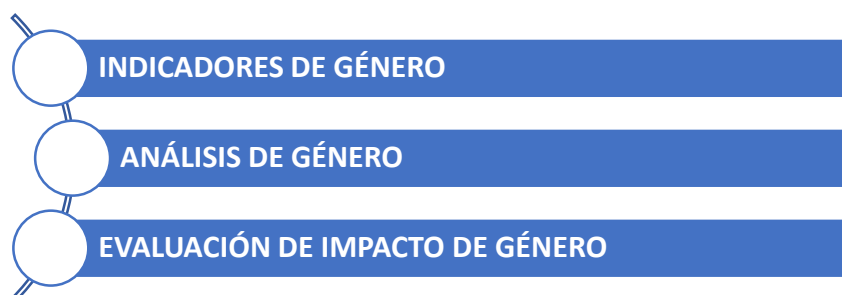 INDICADORES DE GÉNERO
ANÁLISIS DE GÉNERO
EVALUACIÓN DE IMPACTO DE GÉNERO